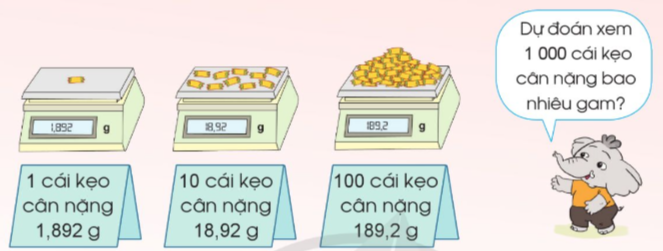 Dự đoán xem
1 000 cái kẹo
cân nặng bao
nhiêu gam?
1,892 g
18,92 g
189,2 g
1 cái kẹo
cân nặng
1,892 g
10 cái kẹo
cân nặng
18,92 g
100 cái kẹo
cân nặng
189,2 g